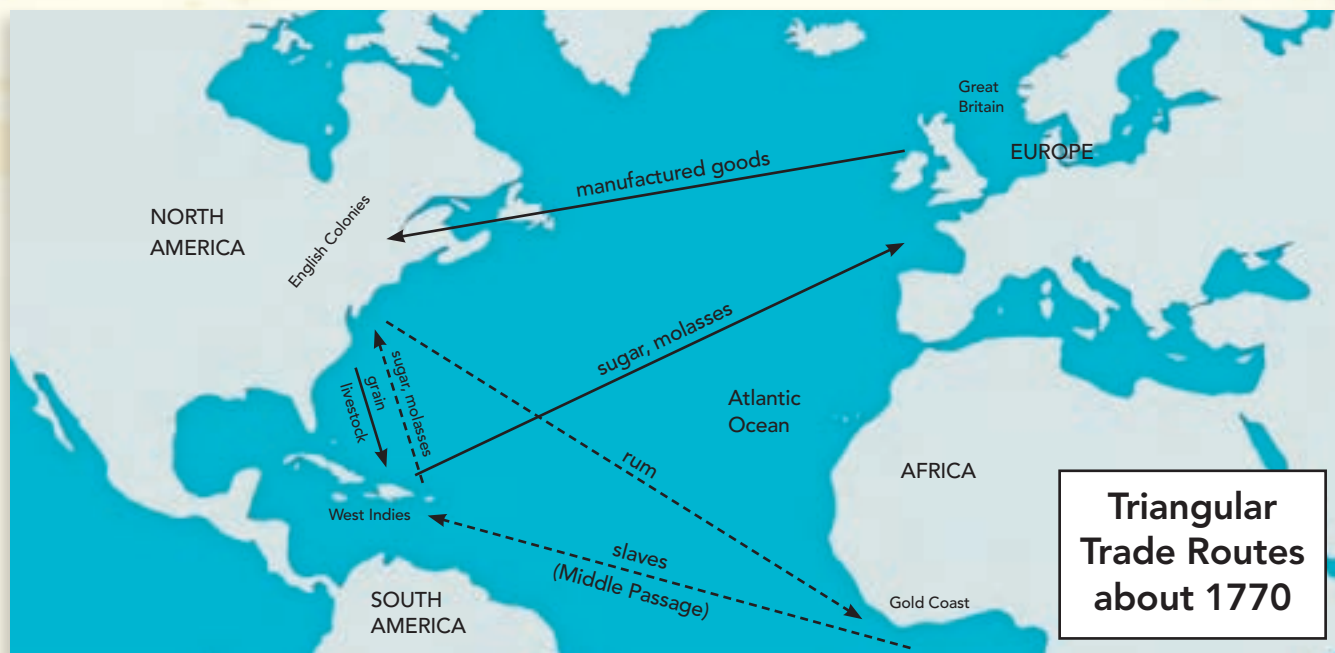 Great
Britain
EUROPE
manufactured goods
NORTH
AMERICA
English Colonies
sugar, molasses
grain
livestock
sugar, molasses
Atlantic
Ocean
rum
AFRICA
West Indies
slaves
(Middle Passage)
SOUTH
AMERICA
Gold Coast
Triangular
Trade Routes
about 1770